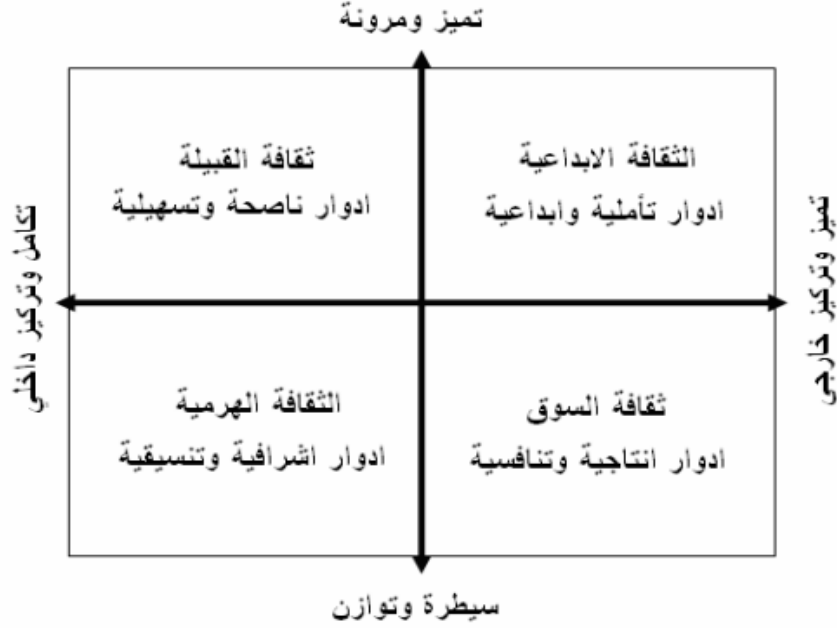 تميز ومرونة
الثقافة الابداعية
ادوار تأملية وابداعية
ثقافة القبيلة
ادوار ناصحة وتسهيلية
تميز وتركيز خارجي
تكامل وتركيز داخلي
ثقافة السوق
ادوار انتاجية وتنافسية
الثقافة الهرمية
ادوار اشرافية وتنسيقية
سيطرة وتوازن